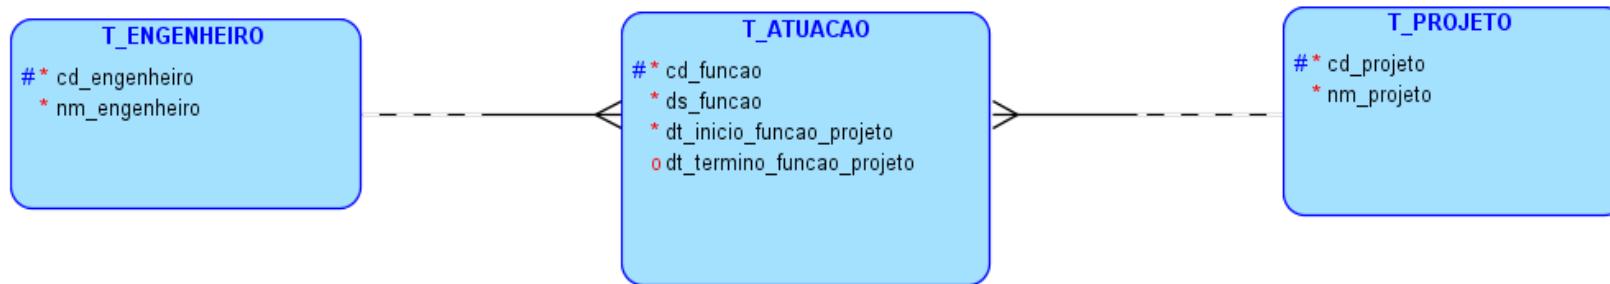 T_ENGENHEIRO
#* cd_engenheiro
* nm_engenheiro
T_ATUACAO
#* cd_funcao
* ds_funcao
* dt_inicio_funcao_projeto
o dt_termino_funcao_projeto
T_PROJETO
#* cd_projeto
* nm_projeto